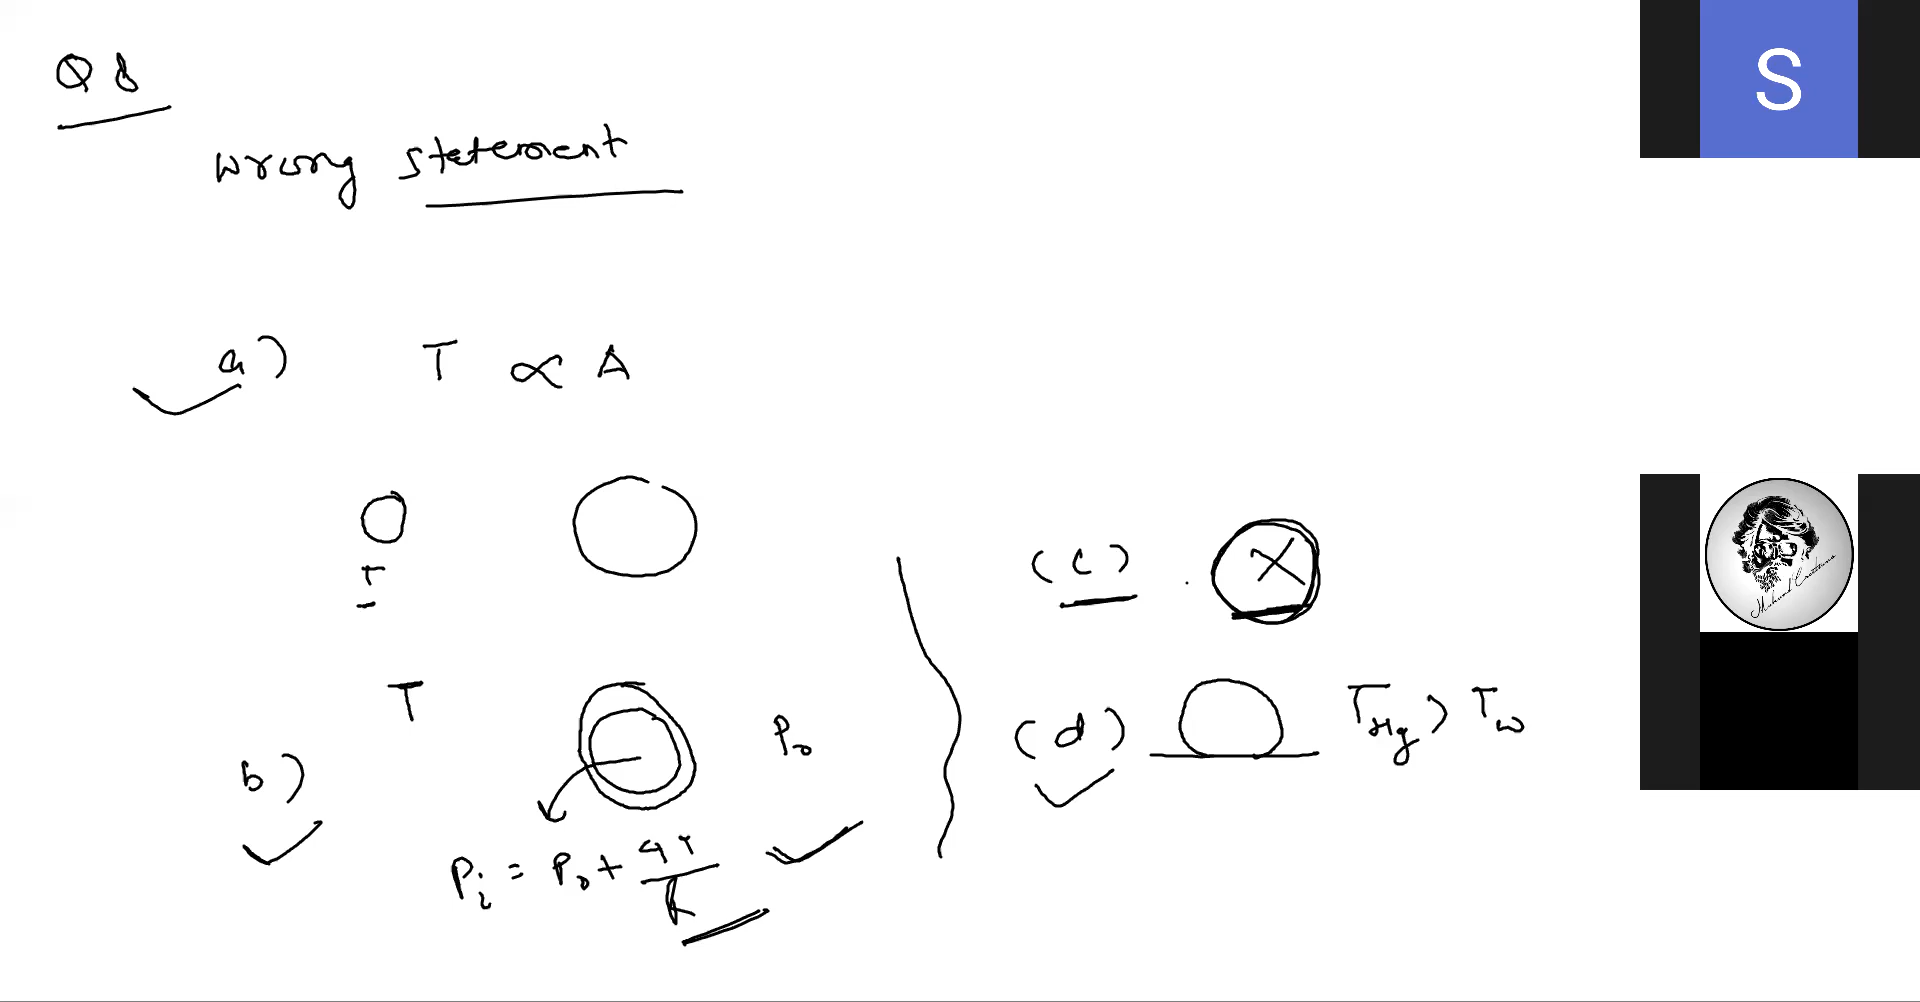 Q 8
wrong statement
a) T ∝ A
T
T
P₀
b)
Pᵢ = P₀ + 4T/R
(c)
(d) T_Hg > T_w
S